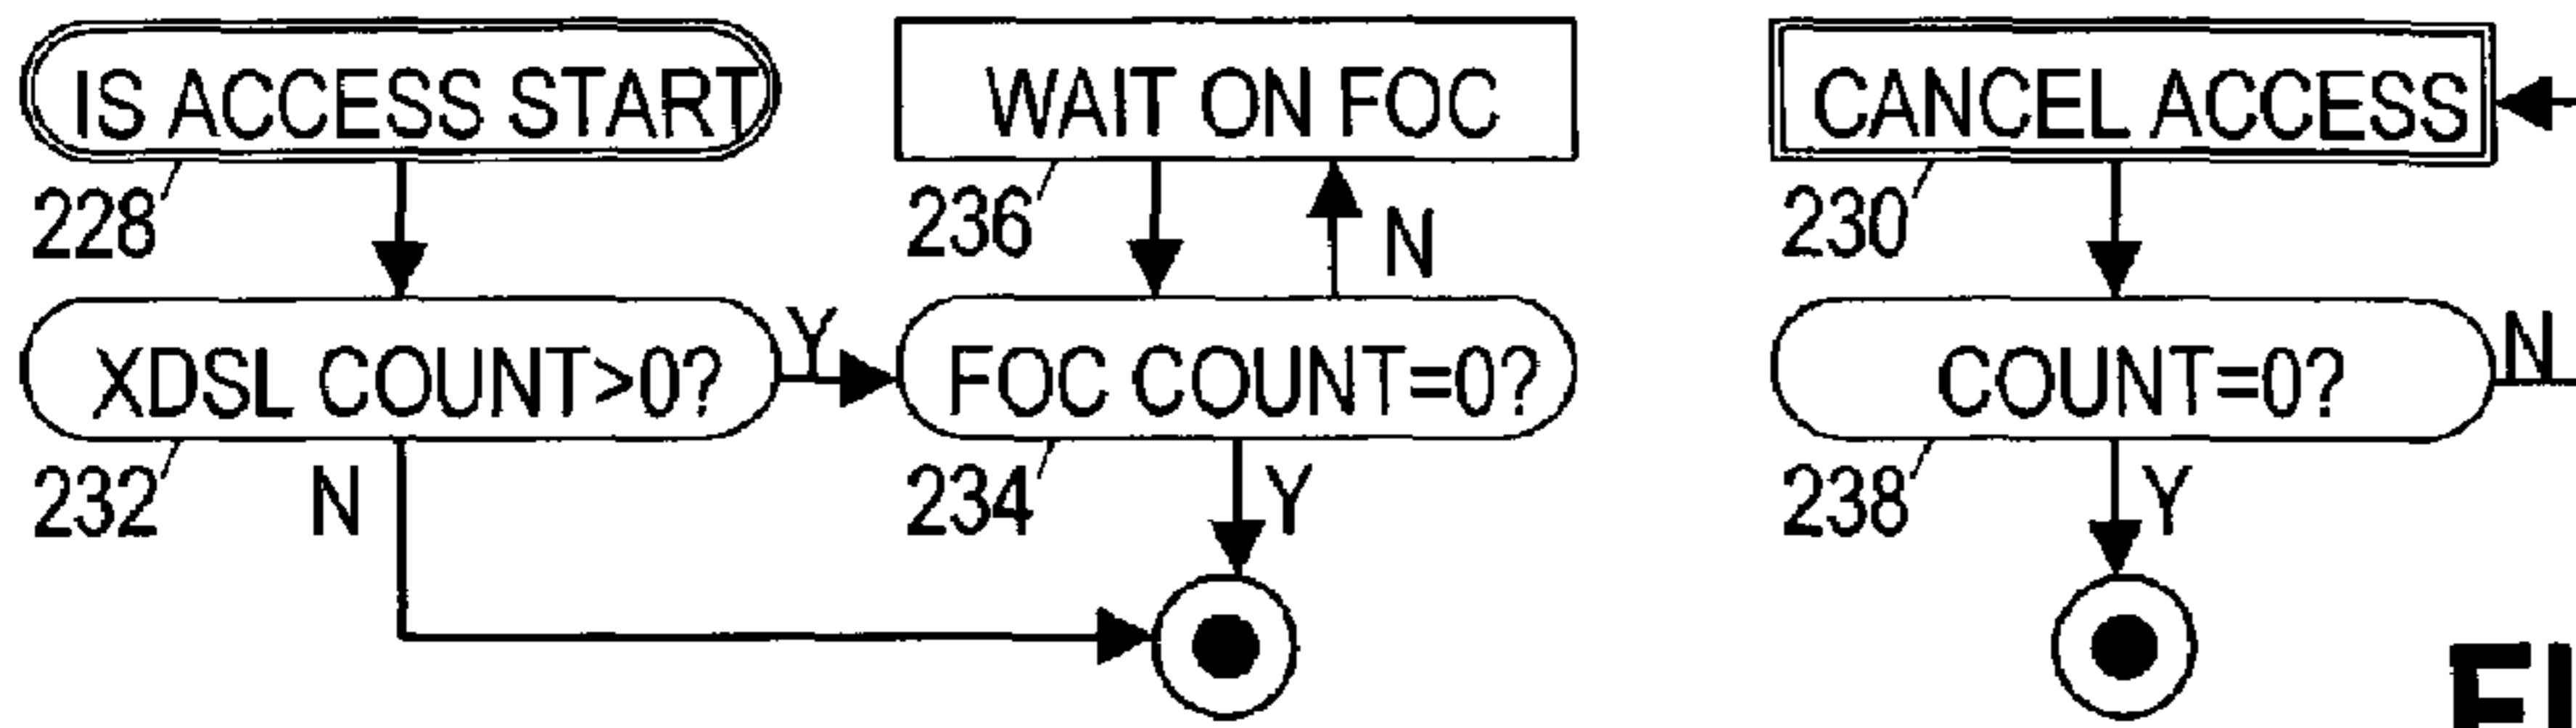 IS ACCESS START
WAIT ON FOC
CANCEL ACCESS
228
236
230
N
XDSL COUNT>0?
Y
FOC COUNT=0?
COUNT=0?
N
232
N
234
Y
238
Y